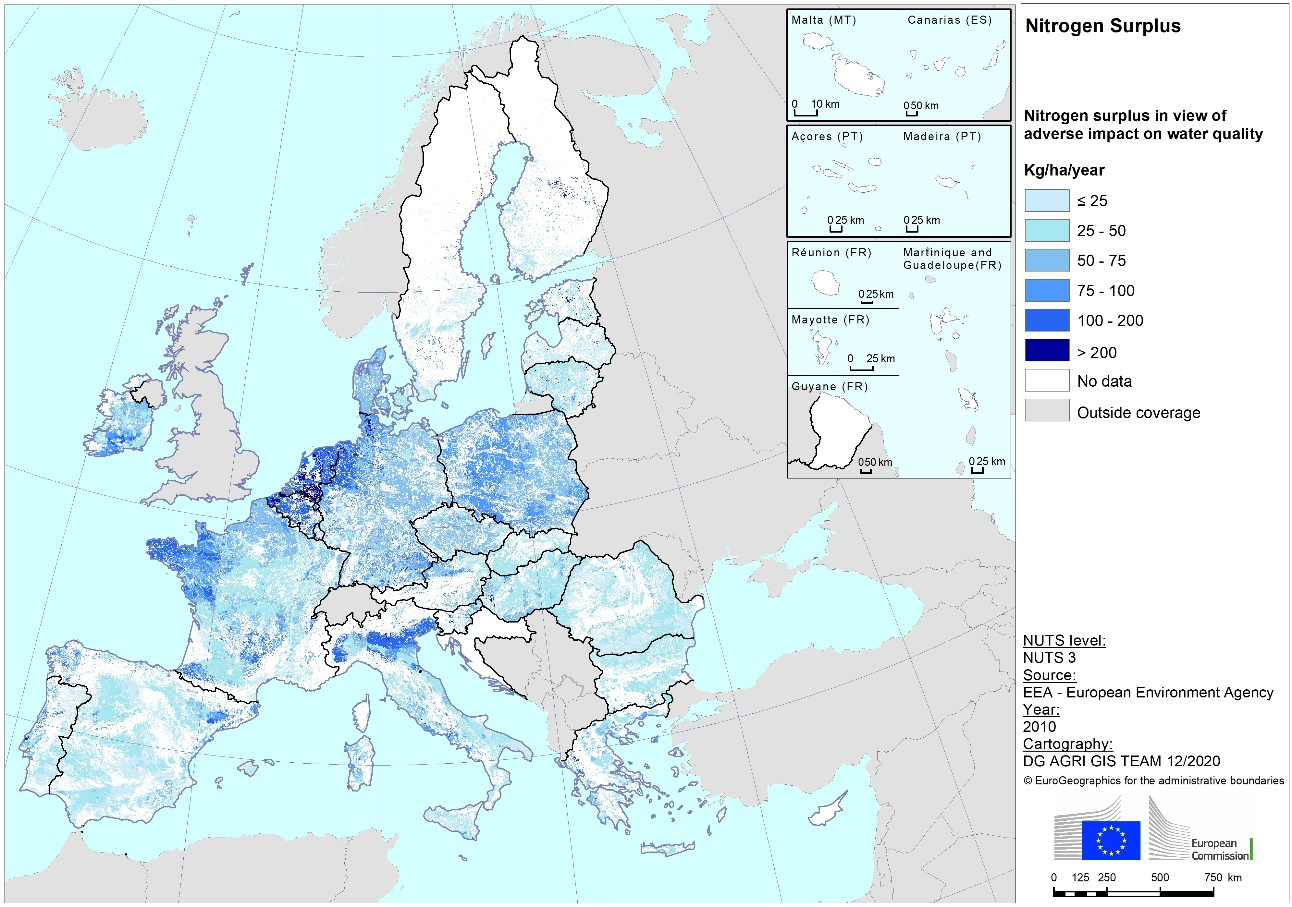 Malta (MT)
0 10 km
Canarias (ES)
0 50 km
Açores (PT)
0 25 km
Madeira (PT)
0 25 km
Réunion (FR)
0 25 km
Martinique and
Guadeloupe(FR)
Mayotte (FR)
0 25 km
Guyane (FR)
0 50 km
0 25 km
Nitrogen Surplus
Nitrogen surplus in view of
adverse impact on water quality
Kg/ha/year
≤ 25
25 - 50
50 - 75
75 - 100
100 - 200
> 200
No data
Outside coverage
NUTS level:
NUTS 3
Source:
EEA - European Environment Agency
Year:
2010
Cartography:
DG AGRI GIS TEAM 12/2020
© EuroGeographics for the administrative boundaries
European
Commission
0 125 250 500 750 km